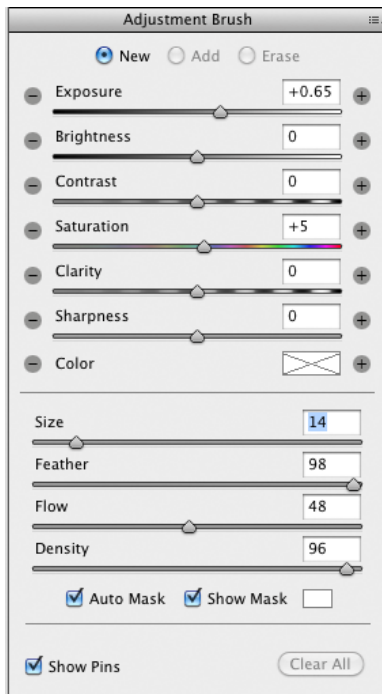 Adjustment Brush
New Add Erase
Exposure +0.65
Brightness 0
Contrast 0
Saturation +5
Clarity 0
Sharpness 0
Color
Size 14
Feather 98
Flow 48
Density 96
Auto Mask Show Mask
Show Pins Clear All